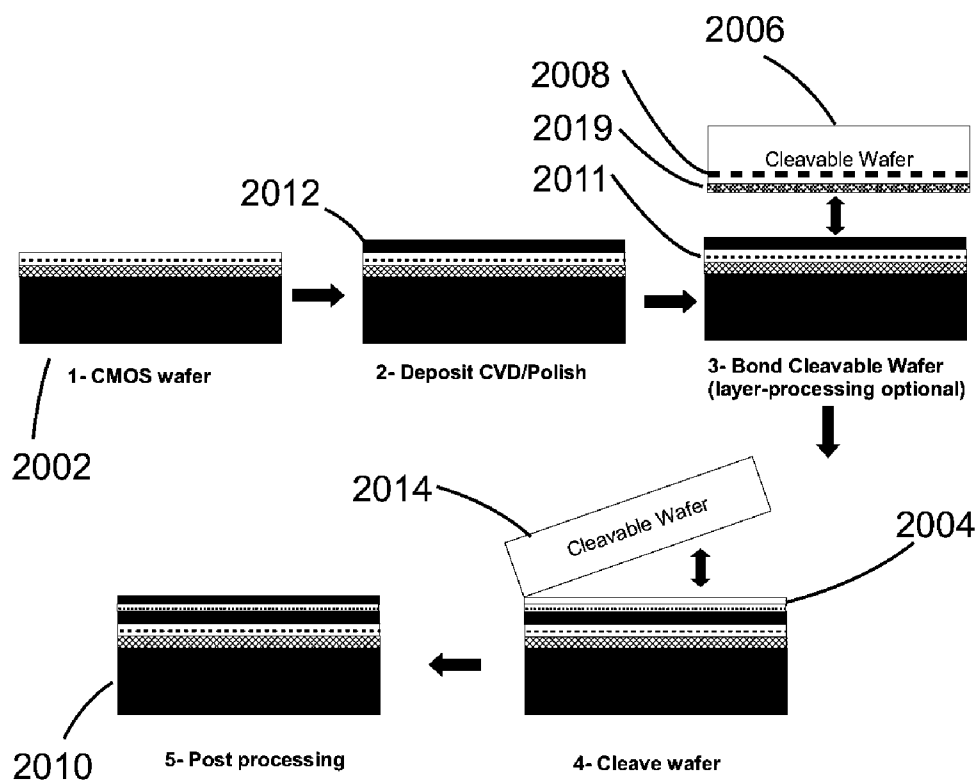 2006
2008
2019
Cleavable Wafer
2011
2012
1- CMOS wafer
2- Deposit CVD/Polish
3- Bond Cleavable Wafer
(layer-processing optional)
2002
2014
Cleavable Wafer
2004
5- Post processing
4- Cleave wafer
2010